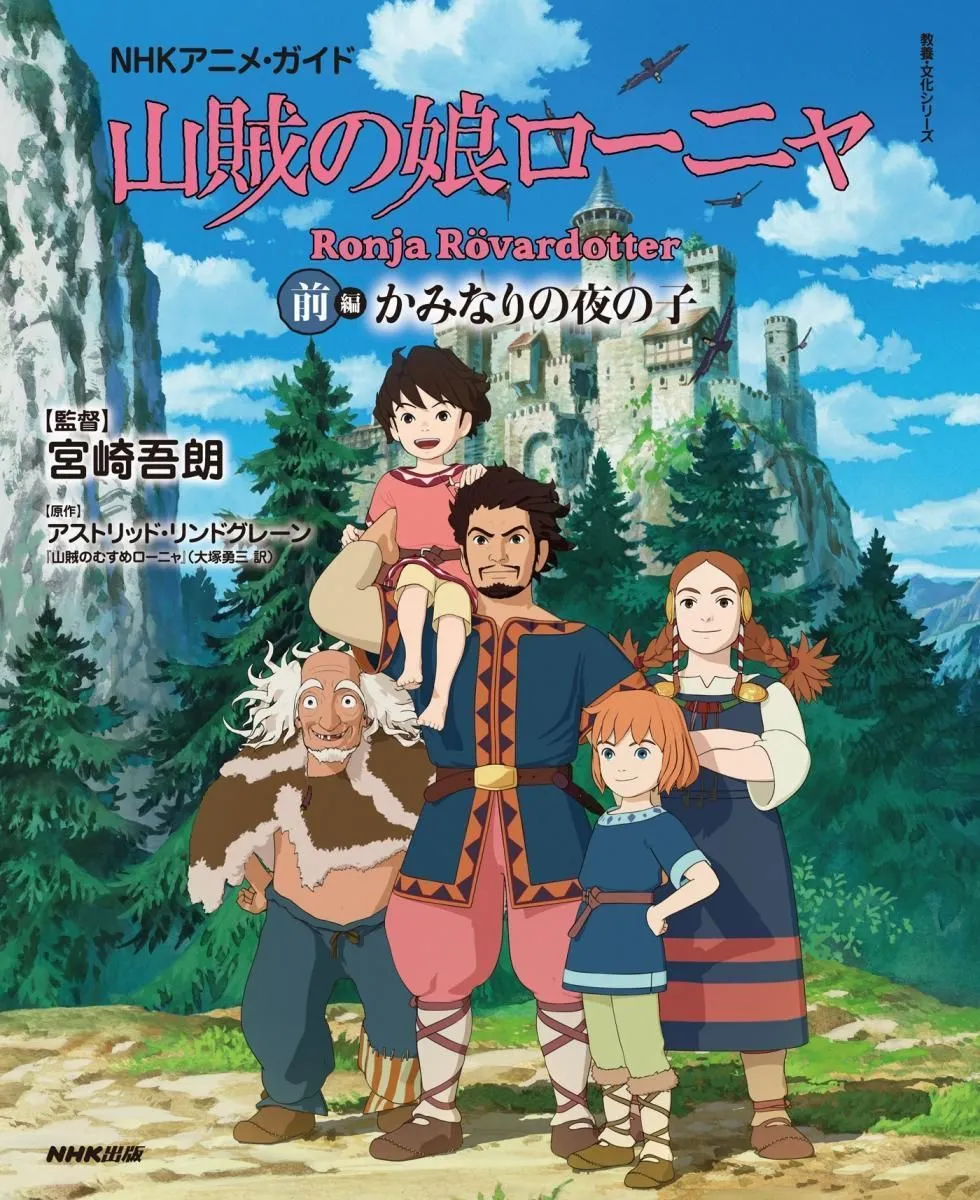 NHKアニメ・ガイド
教養・文化シリーズ
山賊の娘ローニャ
Ronja Rövardotter
前編 かみなりの夜の子
【監督】
宮崎吾朗
【原作】
アストリッド・リンドグレーン
『山賊のむすめローニャ』(大塚勇三 訳)
NHK出版